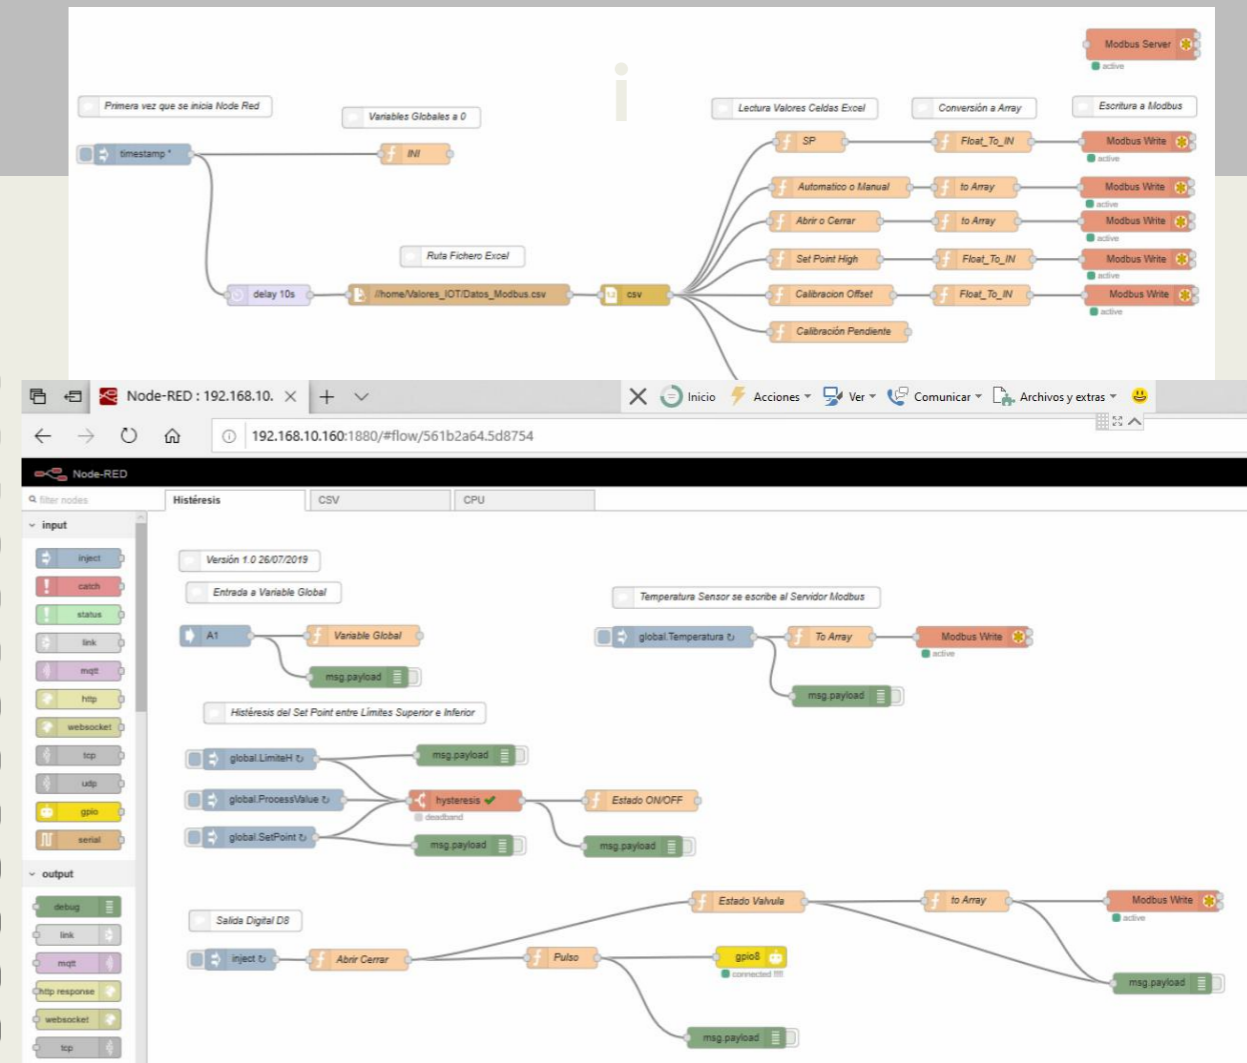 i
Modbus Server
active
Primera vez que se inicia Node Red
Variables Globales a 0
Lectura Valores Celdas Excel
Conversión a Array
Escritura a Modbus
timestamp *
INI
SP
Float_To_IN
Modbus Write
active
Automatico o Manual
to Array
Modbus Write
active
Abrir o Cerrar
to Array
Modbus Write
active
Ruta Fichero Excel
Set Point High
Float_To_IN
Modbus Write
active
delay 10s
//home/Valores_IOT/Datos_Modbus.csv
csv
Calibracion Offset
Float_To_IN
Modbus Write
active
Calibración Pendiente
Node-RED : 192.168.10.
Inicio
Acciones
Ver
Comunicar
Archivos y extras
192.168.10.160:1880/#flow/561b2a64.5d8754
Node-RED
filter nodes
Histéresis
CSV
CPU
input
inject
catch
status
link
mqtt
http
websocket
tcp
udp
gpio
serial
output
debug
link
mqtt
http response
websocket
tcp
Versión 1.0 26/07/2019
Entrada a Variable Global
A1
Variable Global
msg.payload
Temperatura Sensor se escribe al Servidor Modbus
global.Temperatura
To Array
Modbus Write
active
msg.payload
Histéresis del Set Point entre Límites Superior e Inferior
global.LimiteH
msg.payload
global.ProcessValue
hysteresis
deadband
Estado ON/OFF
global.SetPoint
msg.payload
msg.payload
Salida Digital D8
Estado Valvula
to Array
Modbus Write
active
inject
Abrir Cerrar
Pulso
gpio8
connected !!!!
msg.payload
msg.payload